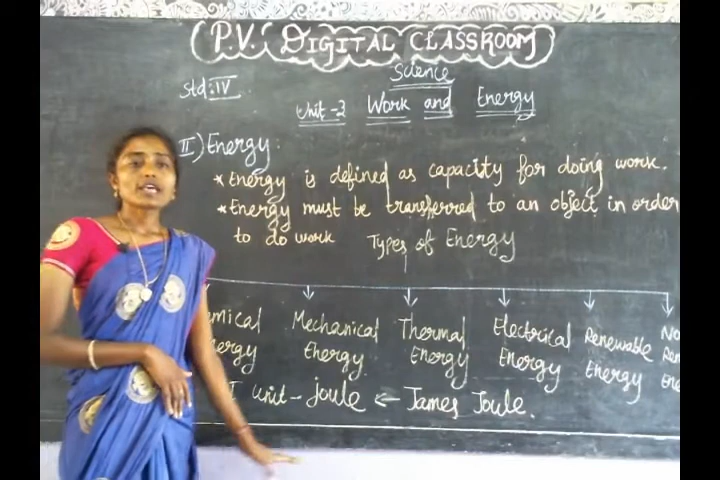 P.V. DIGITAL CLASSROOM
Science
Std: IV
Unit-3 Work and Energy
II) Energy:
* Energy is defined as capacity for doing work.
* Energy must be transferred to an object in order
to do work
Types of Energy
Mechanical Energy
Thermal Energy
Electrical Energy
Renewable Energy
unit - joule ← James Joule.